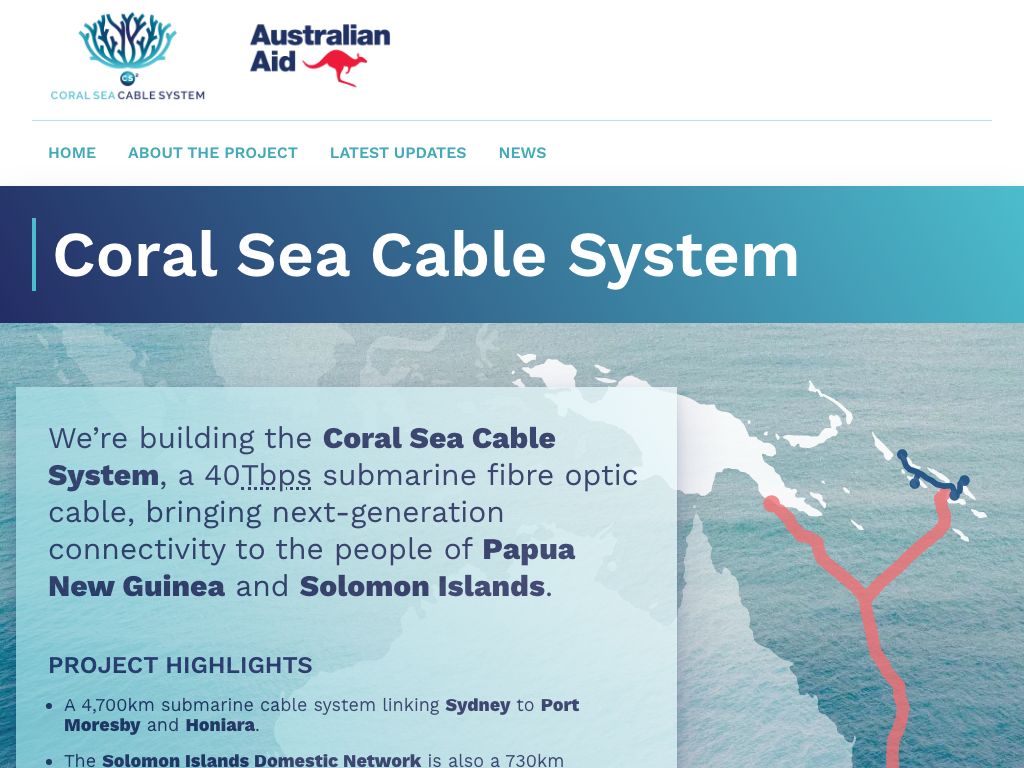 CS²
CORAL SEA CABLE SYSTEM
Australian
Aid
HOME ABOUT THE PROJECT LATEST UPDATES NEWS
Coral Sea Cable System
We’re building the Coral Sea Cable
System, a 40Tbps submarine fibre optic
cable, bringing next-generation
connectivity to the people of Papua
New Guinea and Solomon Islands.
PROJECT HIGHLIGHTS
• A 4,700km submarine cable system linking Sydney to Port
Moresby and Honiara.
• The Solomon Islands Domestic Network is also a 730km